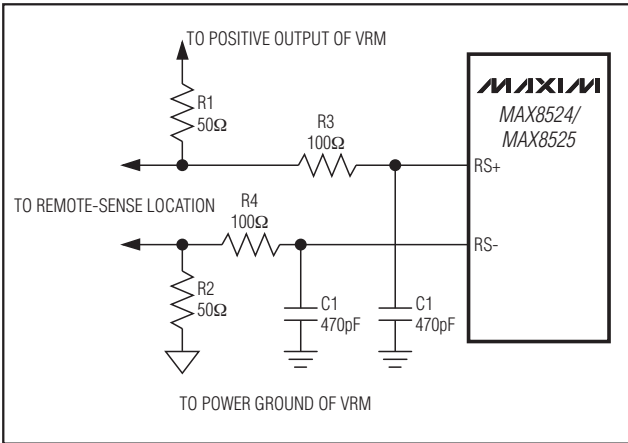 TO POSITIVE OUTPUT OF VRM
R1
50Ω
R3
100Ω
MAXIM
MAX8524/
MAX8525
RS+
TO REMOTE-SENSE LOCATION
R4
100Ω
RS-
R2
50Ω
C1
470pF
C1
470pF
TO POWER GROUND OF VRM